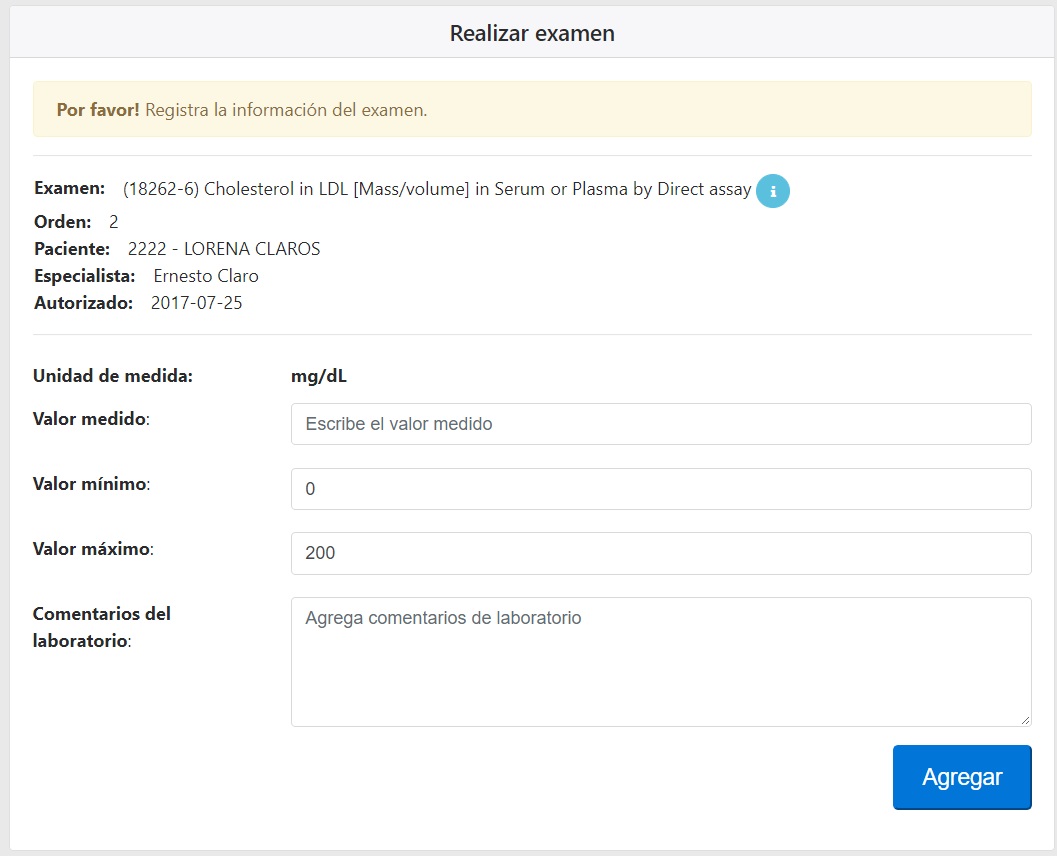 Realizar examen
Por favor! Registra la información del examen.
Examen: (18262-6) Cholesterol in LDL [Mass/volume] in Serum or Plasma by Direct assay i
Orden: 2
Paciente: 2222 - LORENA CLAROS
Especialista: Ernesto Claro
Autorizado: 2017-07-25
Unidad de medida: mg/dL
Valor medido: Escribe el valor medido
Valor mínimo: 0
Valor máximo: 200
Comentarios del
laboratorio: Agrega comentarios de laboratorio
Agregar